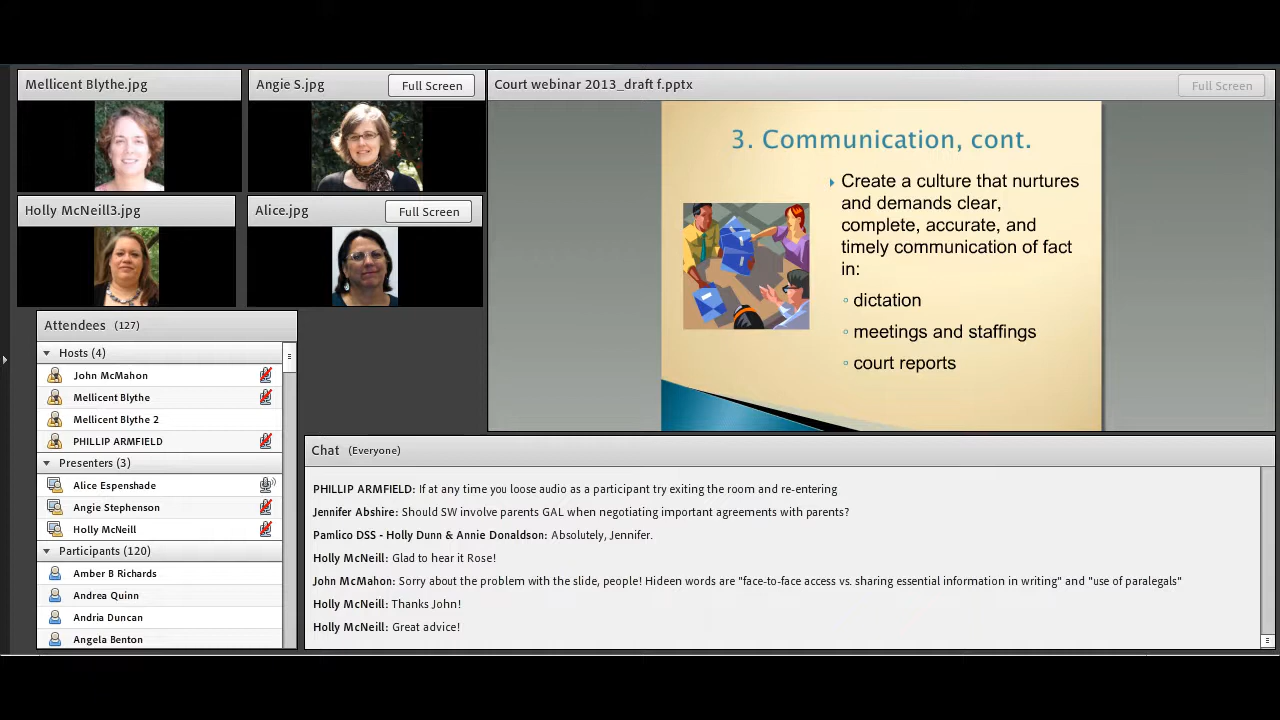 Mellicent Blythe.jpg
Angie S.jpg
Full Screen
Holly McNeill3.jpg
Alice.jpg
Full Screen
Attendees (127)
Hosts (4)
John McMahon
Mellicent Blythe
Mellicent Blythe 2
PHILLIP ARMFIELD
Presenters (3)
Alice Espenshade
Angie Stephenson
Holly McNeill
Participants (120)
Amber B Richards
Andrea Quinn
Andria Duncan
Angela Benton
Court webinar 2013_draft f.pptx
Full Screen
3. Communication, cont.
Create a culture that nurtures
and demands clear,
complete, accurate, and
timely communication of fact
in:
dictation
meetings and staffings
court reports
Chat (Everyone)
PHILLIP ARMFIELD: If at any time you loose audio as a participant try exiting the room and re-entering
Jennifer Abshire: Should SW involve parents GAL when negotiating important agreements with parents?
Pamlico DSS - Holly Dunn & Annie Donaldson: Absolutely, Jennifer.
Holly McNeill: Glad to hear it Rose!
John McMahon: Sorry about the problem with the slide, people! Hideen words are "face-to-face access vs. sharing essential information in writing" and "use of paralegals"
Holly McNeill: Thanks John!
Holly McNeill: Great advice!